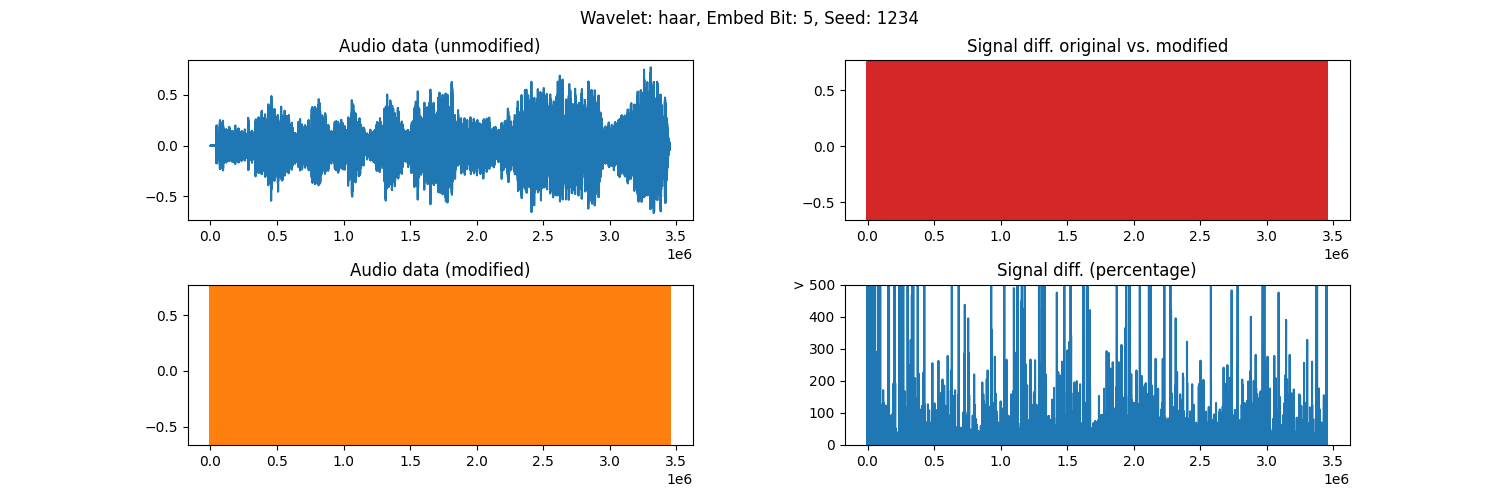 Wavelet: haar, Embed Bit: 5, Seed: 1234
Audio data (unmodified)
0.5
0.0
−0.5
0.0 0.5 1.0 1.5 2.0 2.5 3.0 3.5
1e6
Signal diff. original vs. modified
0.5
0.0
−0.5
0.0 0.5 1.0 1.5 2.0 2.5 3.0 3.5
1e6
Audio data (modified)
0.5
0.0
−0.5
0.0 0.5 1.0 1.5 2.0 2.5 3.0 3.5
1e6
Signal diff. (percentage)
> 500
400
300
200
100
0
0.0 0.5 1.0 1.5 2.0 2.5 3.0 3.5
1e6